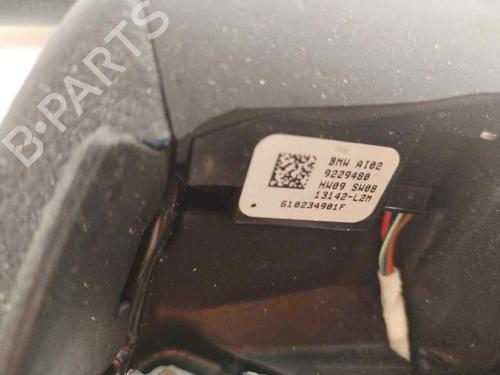 B-PARTS
BMW AI02
9229480
HW09 SW08
13142-L2M
610234901F